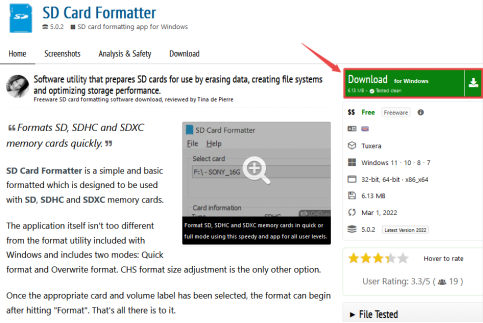 SD Card Formatter
5.0.2 SD card formatting app for Windows
Home Screenshots Analysis & Safety Download
Software utility that prepares SD cards for use by erasing data, creating file systems
and optimizing storage performance.
Freeware SD card formatting software download, reviewed by Tina de Pierre
“ Formats SD, SDHC and SDXC
memory cards quickly. ”
SD Card Formatter is a simple and basic
formatted which is designed to be used
with SD, SDHC and SDXC memory cards.
The application itself isn't too different
from the format utility included with
Windows and includes two modes: Quick
format and Overwrite format. CHS format size adjustment is the only other option.
Once the appropriate card and volume label has been selected, the format can begin
after hitting "Format". That's all there is to it.
SD Card Formatter
File Help
Select card
F:\ - SONY_16G
Card information
SDHC
Format SD, SDHC and SDXC memory cards in quick or
full mode using this speedy and app for all user levels.
Download for Windows
6.13 MB - Tested clean
$$ Free Freeware
Tuxera
Windows 11 · 10 · 8 · 7
32-bit, 64-bit · x86_x64
6.13 MB
Mar 1, 2022
5.0.2 Latest Version 2022
Hover to rate
User Rating: 3.3/5 ( 19 )
► File Tested